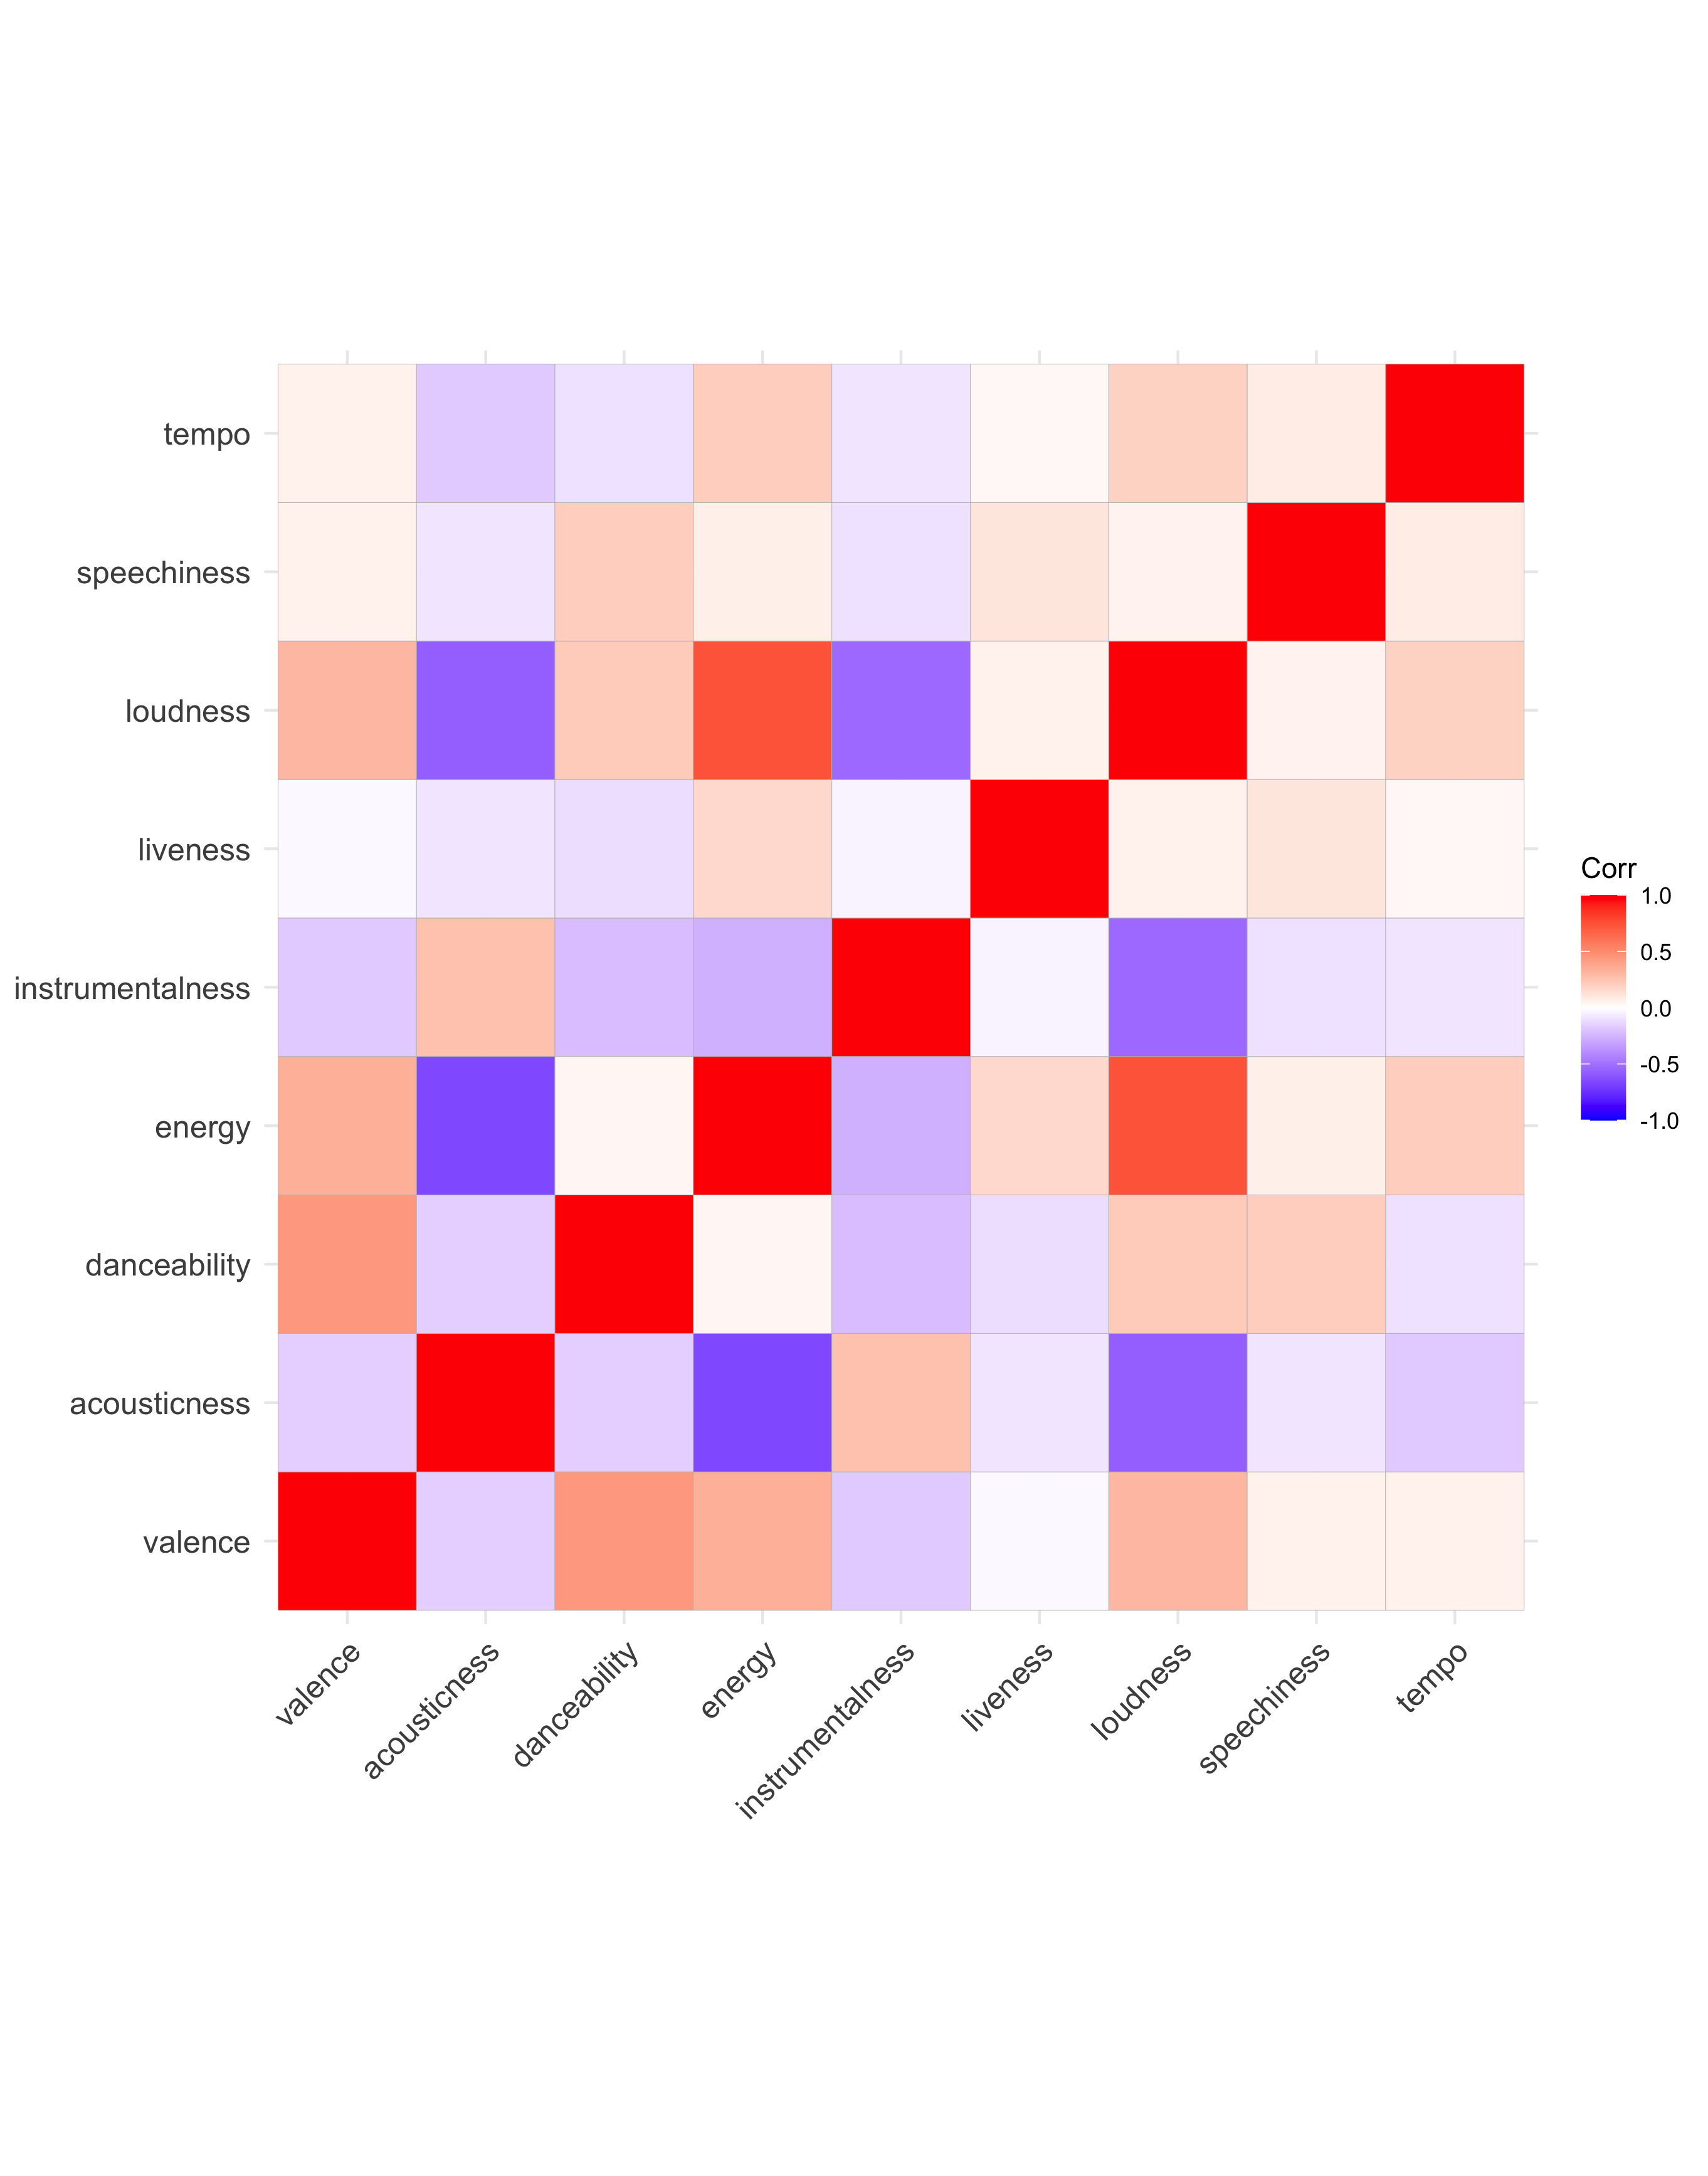 tempo
speechiness
loudness
liveness
instrumentalness
energy
danceability
acousticness
valence
valence
acousticness
danceability
energy
instrumentalness
liveness
loudness
speechiness
tempo
Corr
1.0
0.5
0.0
-0.5
-1.0